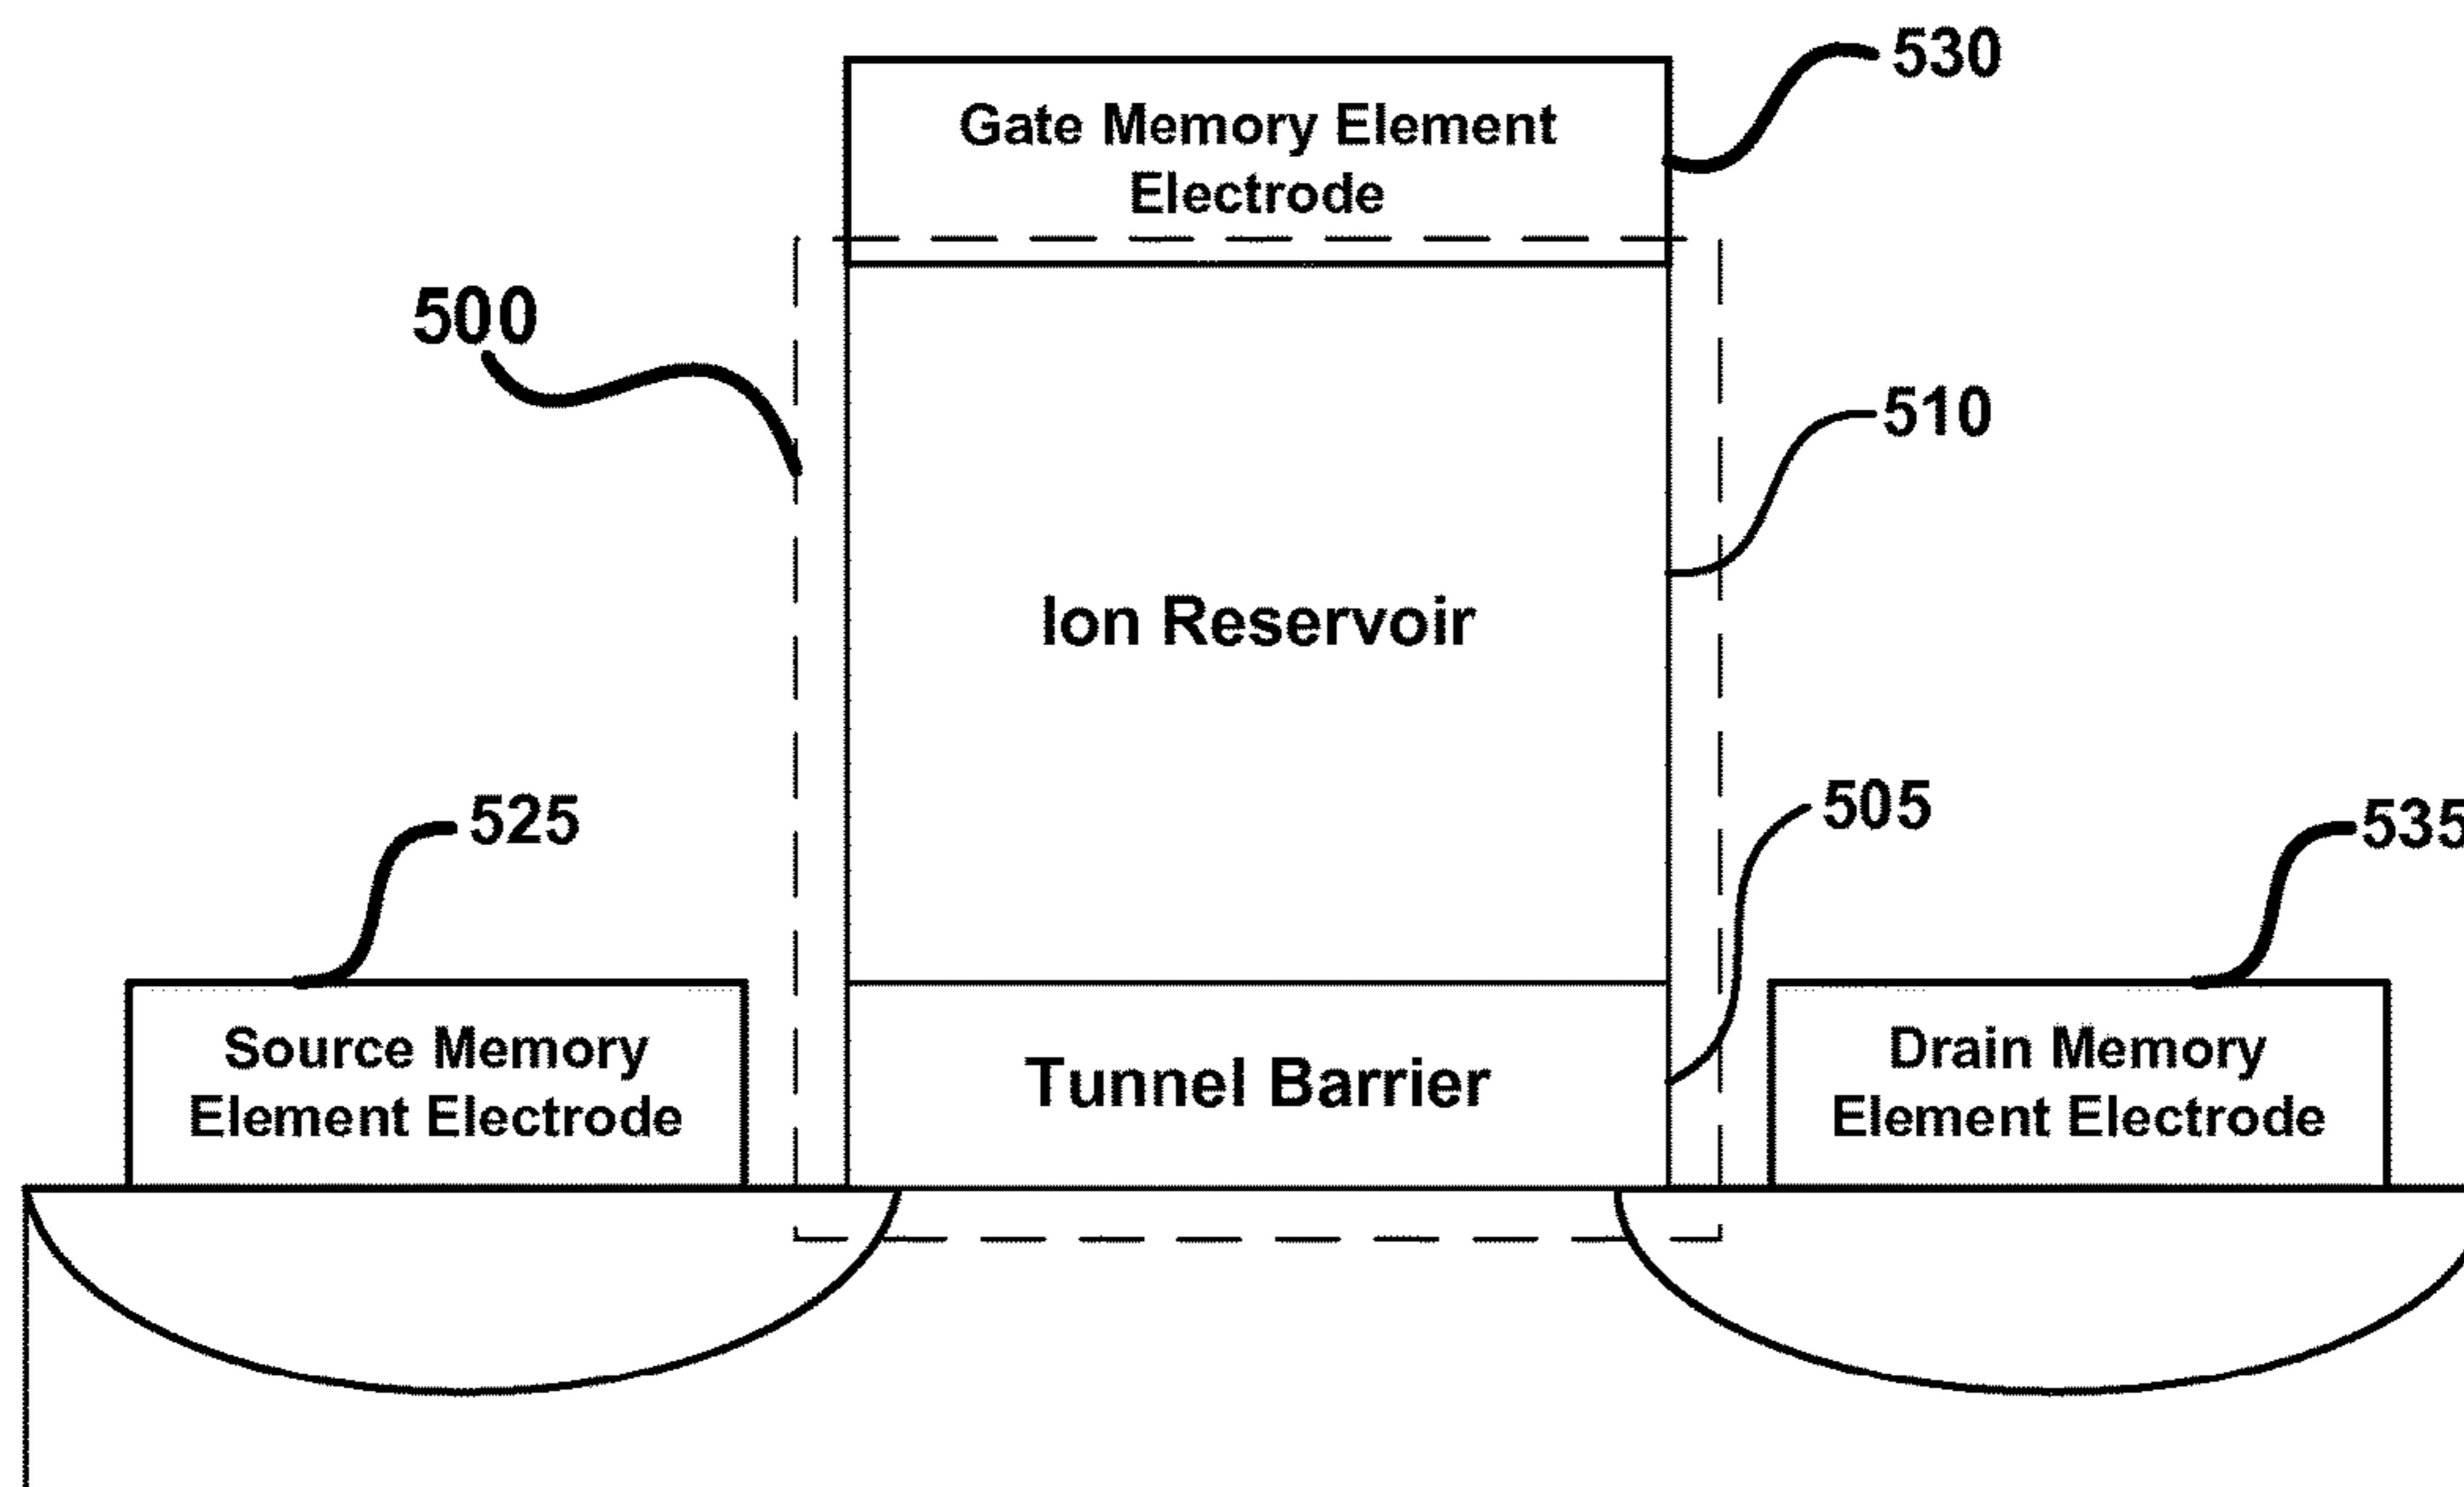 530
Gate Memory Element
Electrode
500
510
Ion Reservoir
525
505
535
Source Memory
Element Electrode
Tunnel Barrier
Drain Memory
Element Electrode